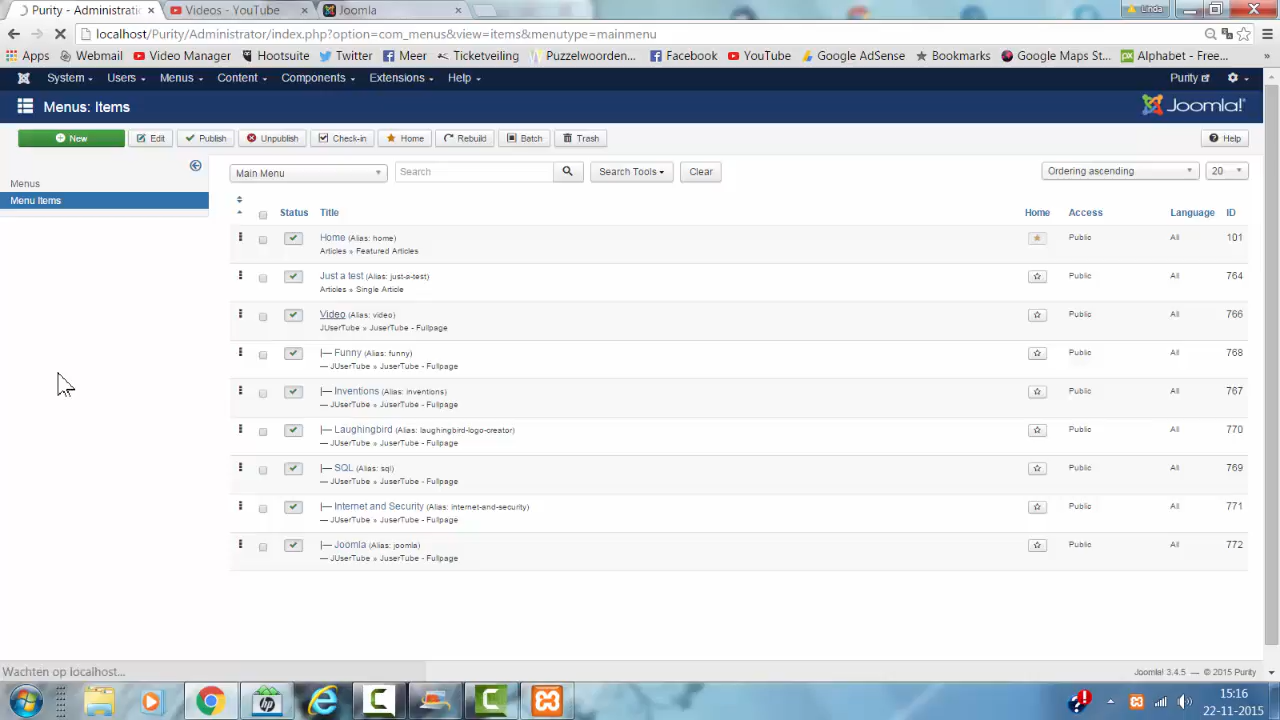 Purity - Administratio
Videos - YouTube
Joomla
Linda
localhost/Purity/Administrator/index.php?option=com_menus&view=items&menutype=mainmenu
Apps
Webmail
Video Manager
Hootsuite
Twitter
Meer
Ticketveiling
Puzzelwoorden...
Facebook
YouTube
Google AdSense
Bookmarks
Google Maps St...
Alphabet - Free...
»
System
Users
Menus
Content
Components
Extensions
Help
Purity
Menus: Items
Joomla!
New
Edit
Publish
Unpublish
Check-in
Home
Rebuild
Batch
Trash
Help
Menus
Menu Items
Main Menu
Search
Search Tools
Clear
Ordering ascending
20
Status Title Home Access Language ID
Home (Alias: home) Public All 101
Articles » Featured Articles
Just a test (Alias: just-a-test) Public All 764
Articles » Single Article
Video (Alias: video) Public All 766
JUserTube » JuserTube - Fullpage
|— Funny (Alias: funny) Public All 768
— JUserTube » JuserTube - Fullpage
|— Inventions (Alias: inventions) Public All 767
— JUserTube » JuserTube - Fullpage
|— Laughingbird (Alias: laughingbird-logo-creator) Public All 770
— JUserTube » JuserTube - Fullpage
|— SQL (Alias: sql) Public All 769
— JUserTube » JuserTube - Fullpage
|— Internet and Security (Alias: internet-and-security) Public All 771
— JUserTube » JuserTube - Fullpage
|— Joomla (Alias: joomla) Public All 772
— JUserTube » JuserTube - Fullpage
Wachten op localhost...
Joomla! 3.4.5 — © 2015 Purity
hp
15:16
22-11-2015